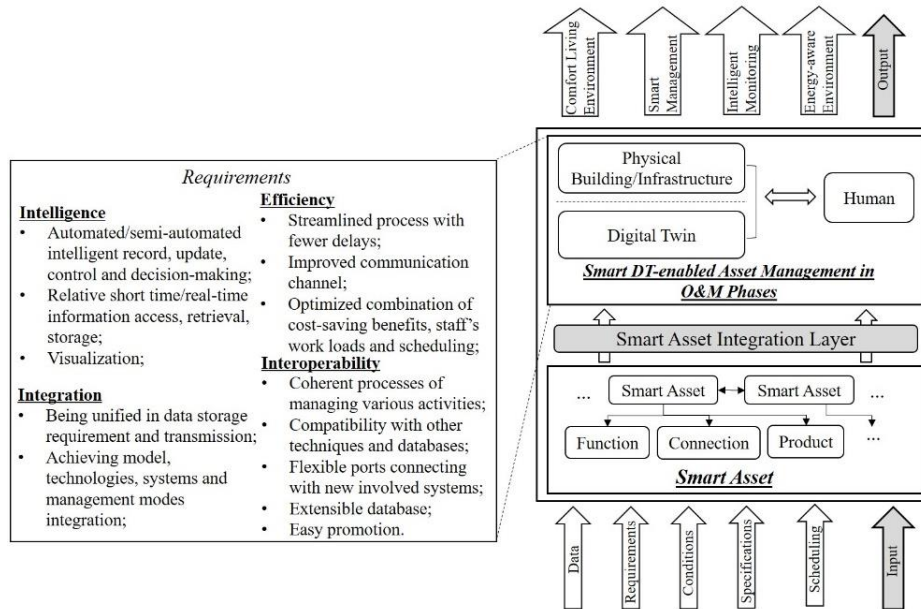 Comfort Living
Environment
Smart
Management
Intelligent
Monitoring
Energy-aware
Environment
Output
Requirements
Intelligence
• Automated/semi-automated
intelligent record, update,
control and decision-making;
• Relative short time/real-time
information access, retrieval,
storage;
• Visualization;
Integration
• Being unified in data storage
requirement and transmission;
• Achieving model,
technologies, systems and
management modes
integration;
Efficiency
• Streamlined process with
fewer delays;
• Improved communication
channel;
• Optimized combination of
cost-saving benefits, staff's
work loads and scheduling;
Interoperability
• Coherent processes of
managing various activities;
• Compatibility with other
techniques and databases;
• Flexible ports connecting
with new involved systems;
• Extensible database;
• Easy promotion.
Physical
Building/Infrastructure
Digital Twin
Human
Smart DT-enabled Asset Management in
O&M Phases
Smart Asset Integration Layer
... Smart Asset Smart Asset ...
Function Connection Product ...
Smart Asset
Data
Requirements
Conditions
Specifications
Scheduling
Input